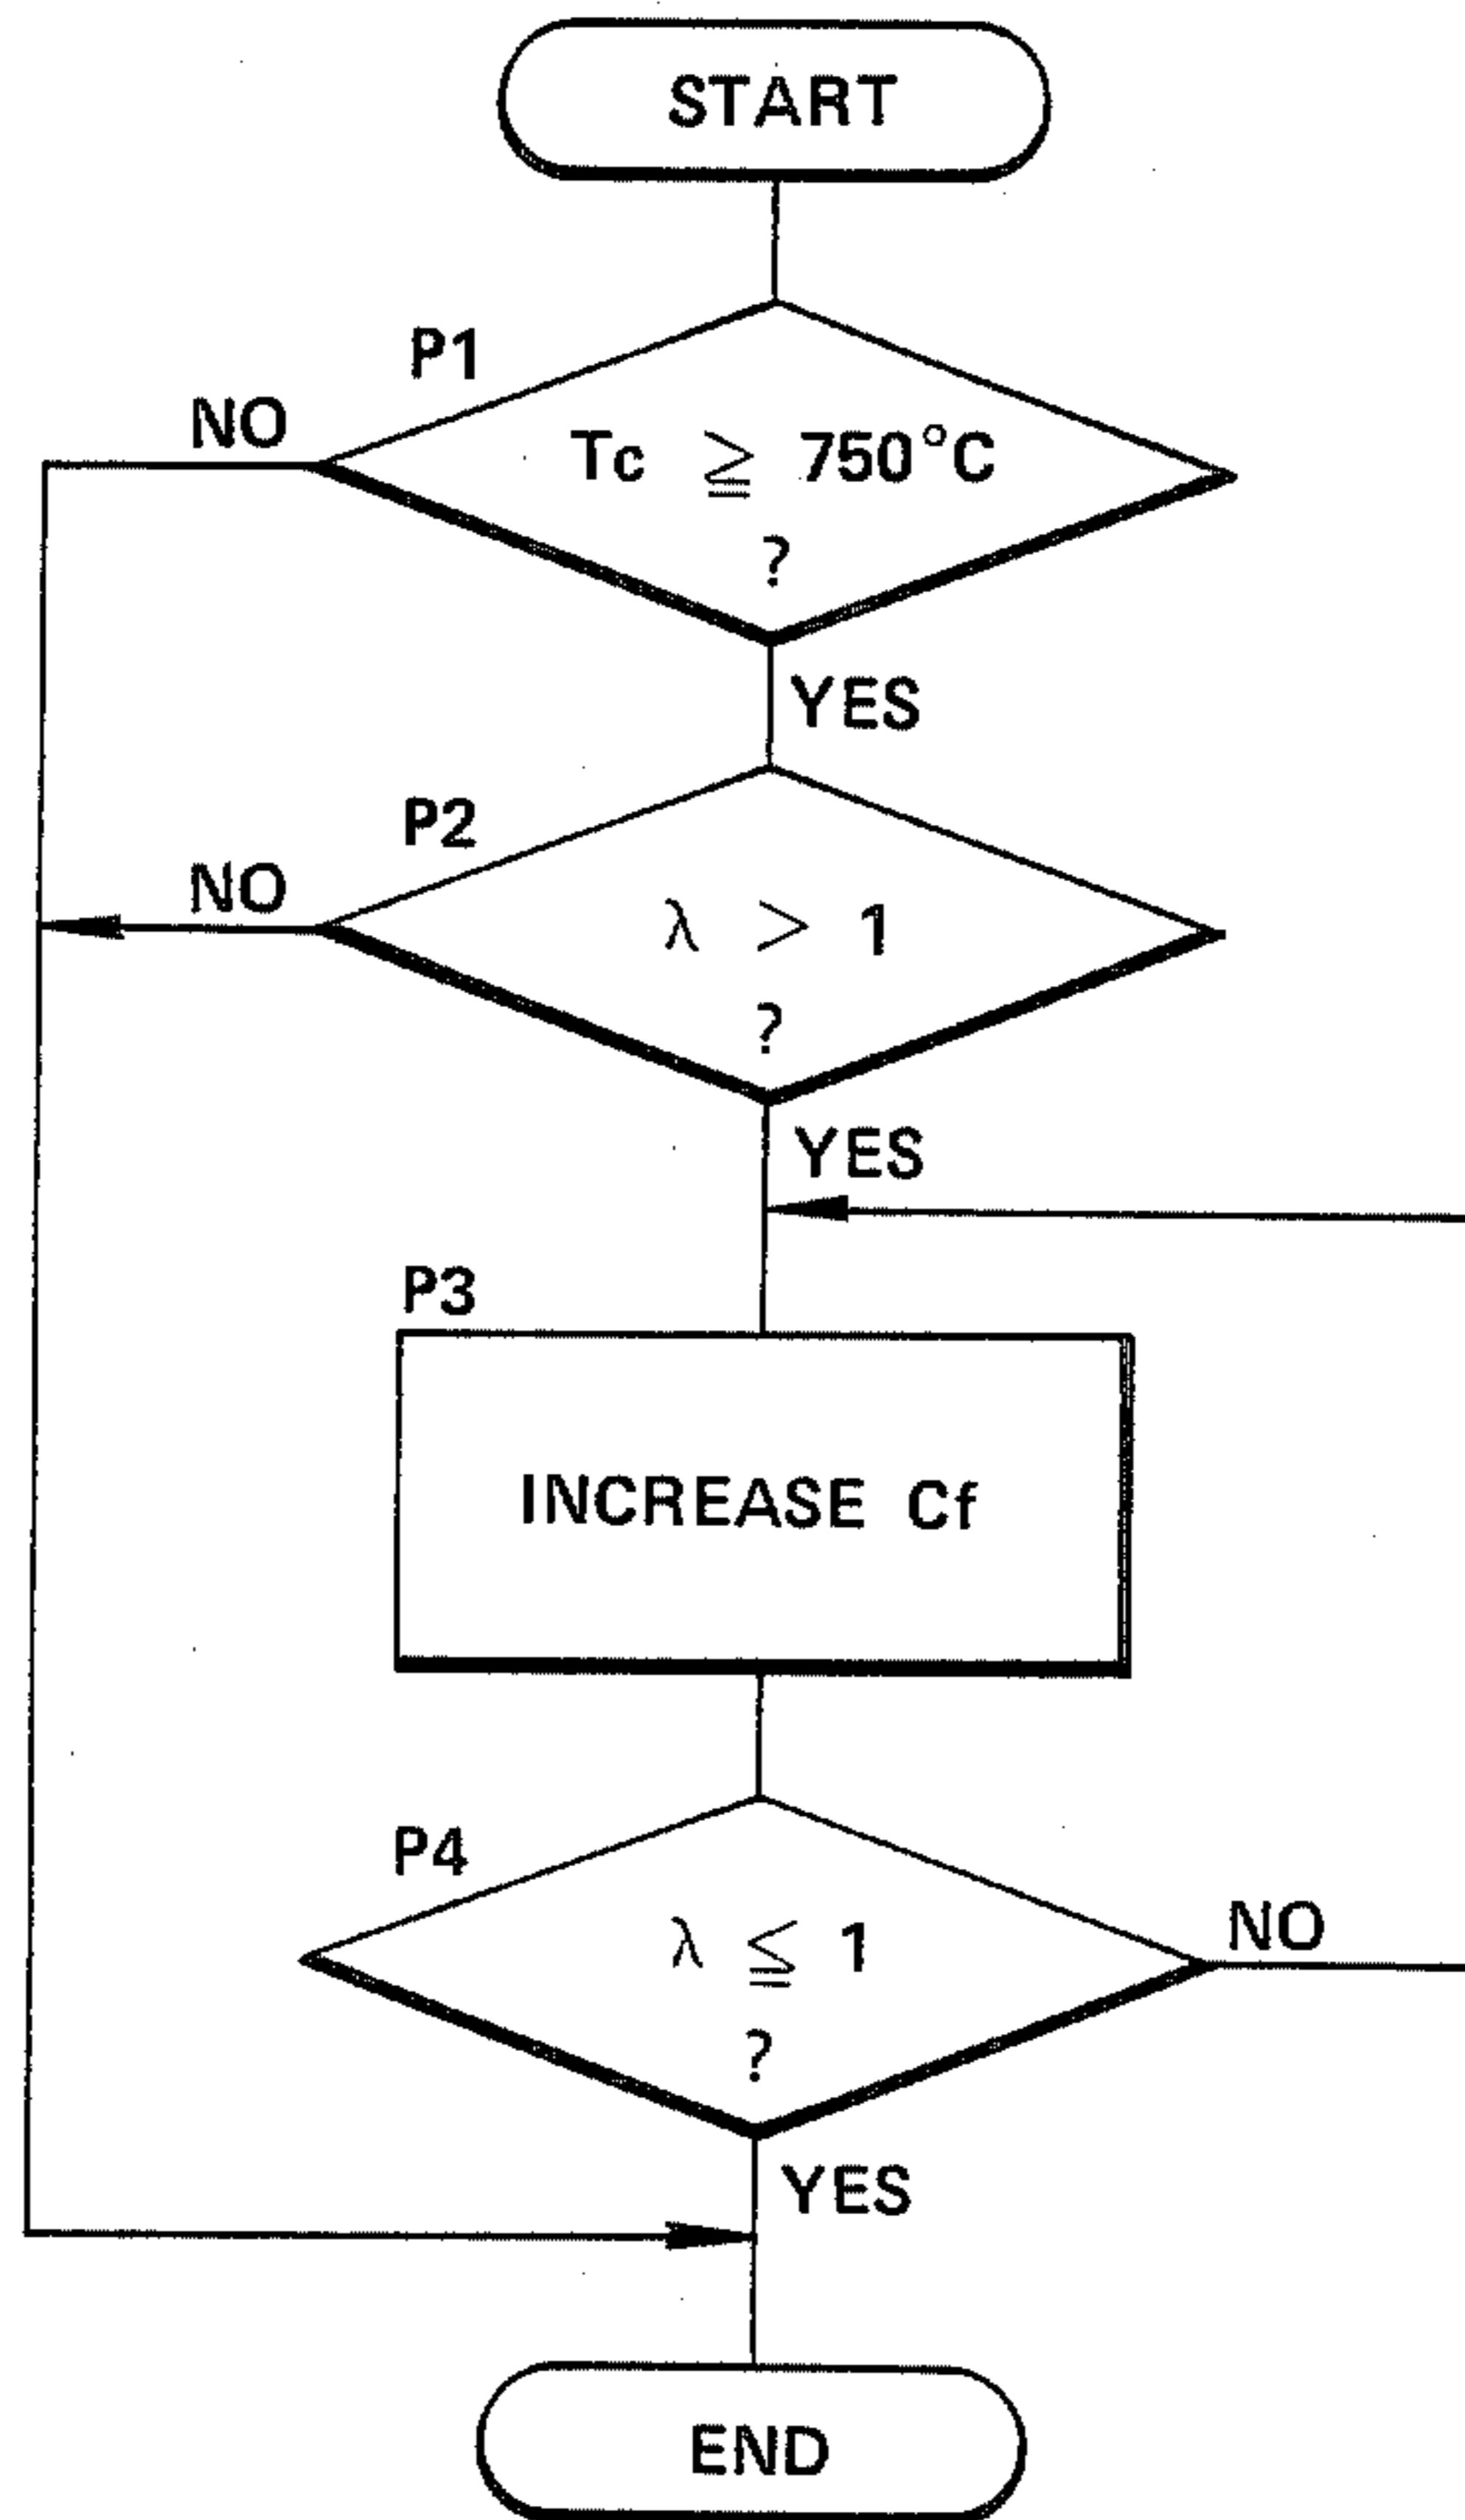 START
P1
NO
Tc ≧ 750°C
?
YES
P2
NO
λ > 1
?
YES
P3
INCREASE Cf
P4
λ ≦ 1
?
NO
YES
END